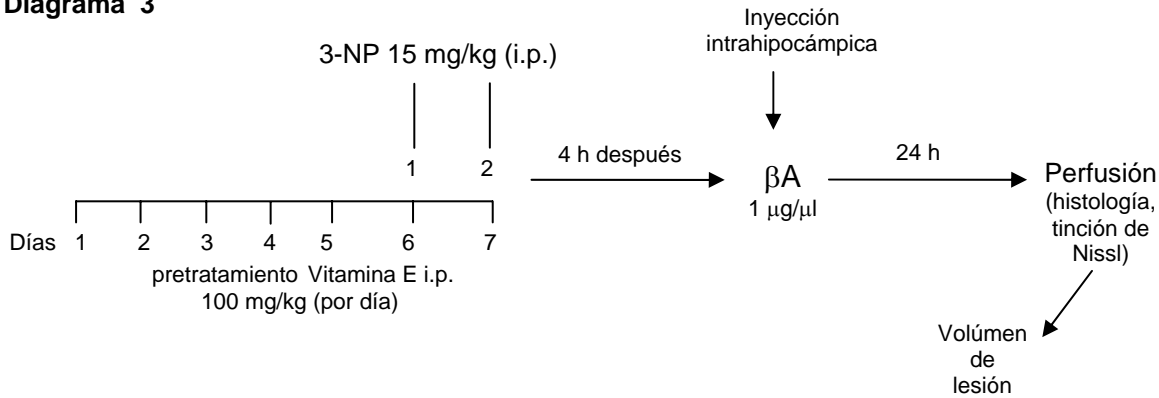 Diagrama 3
Inyección
intrahipocámpica
3-NP 15 mg/kg (i.p.)
1 2
4 h después
βA
1 μg/μl
24 h
Perfusión
(histología,
tinción de
Nissl)
Días 1 2 3 4 5 6 7
pretratamiento Vitamina E i.p.
100 mg/kg (por día)
Volúmen
de
lesión